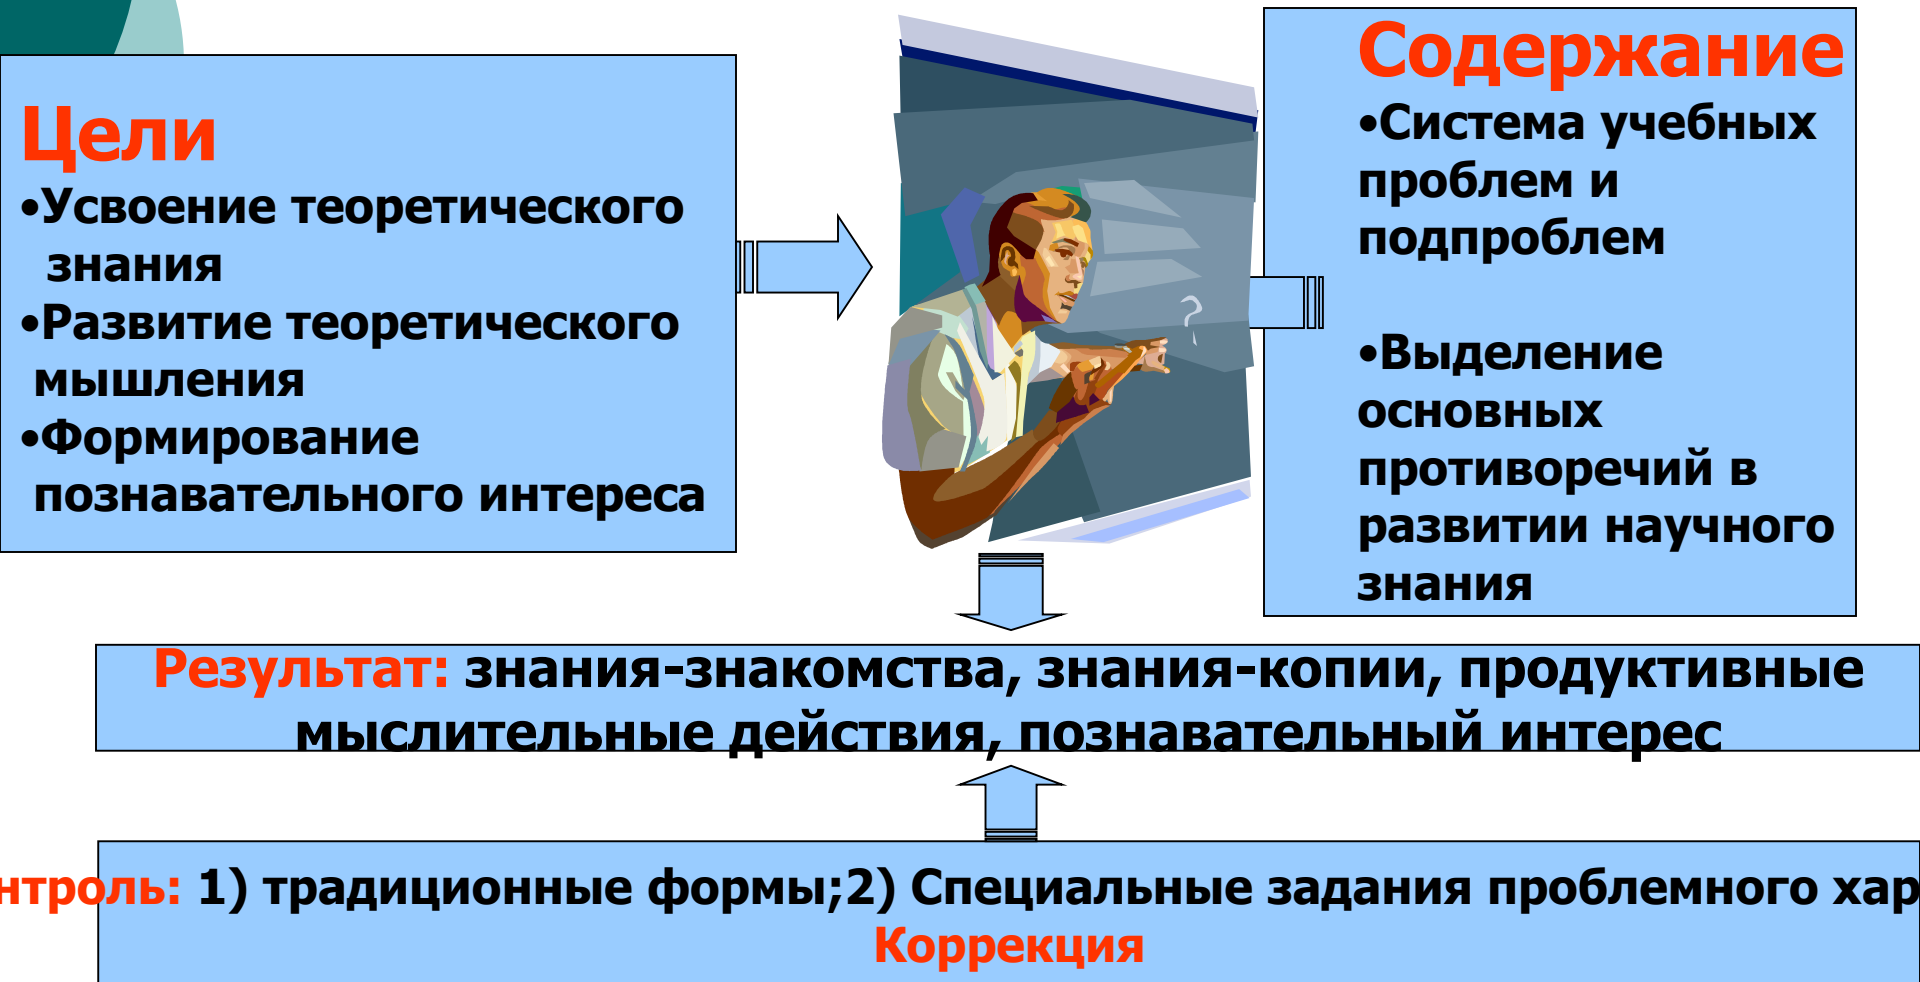 Цели
•Усвоение теоретического
знания
•Развитие теоретического
мышления
•Формирование
познавательного интереса
?
Содержание
•Система учебных
проблем и
подпроблем
•Выделение
основных
противоречий в
развитии научного
знания
Результат: знания-знакомства, знания-копии, продуктивные
мыслительные действия, познавательный интерес
нтроль: 1) традиционные формы;2) Специальные задания проблемного хар
Коррекция